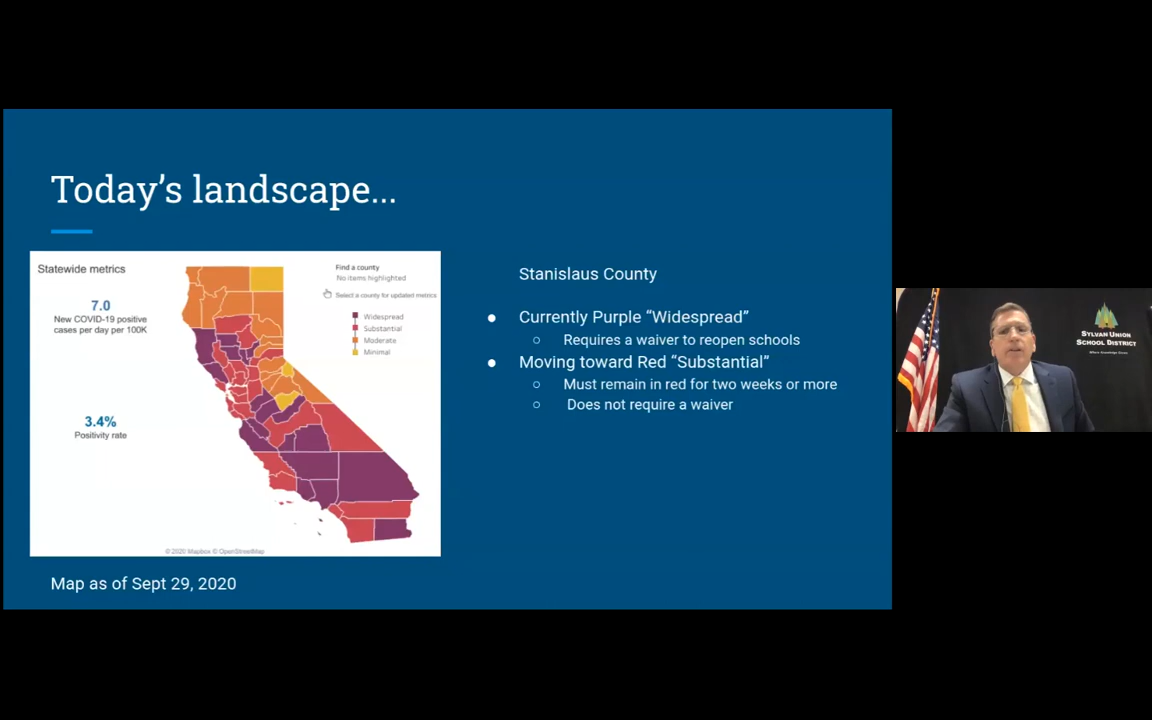 Today's landscape...
Statewide metrics
7.0
New COVID-19 positive
cases per day per 100K
3.4%
Positivity rate
Find a county
No items highlighted
Select a county for updated metrics
Widespread
Substantial
Moderate
Minimal
© 2020 Mapbox © OpenStreetMap
Map as of Sept 29, 2020
Stanislaus County
● Currently Purple “Widespread”
○ Requires a waiver to reopen schools
● Moving toward Red “Substantial”
○ Must remain in red for two weeks or more
○ Does not require a waiver
SYLVAN UNION
SCHOOL DISTRICT